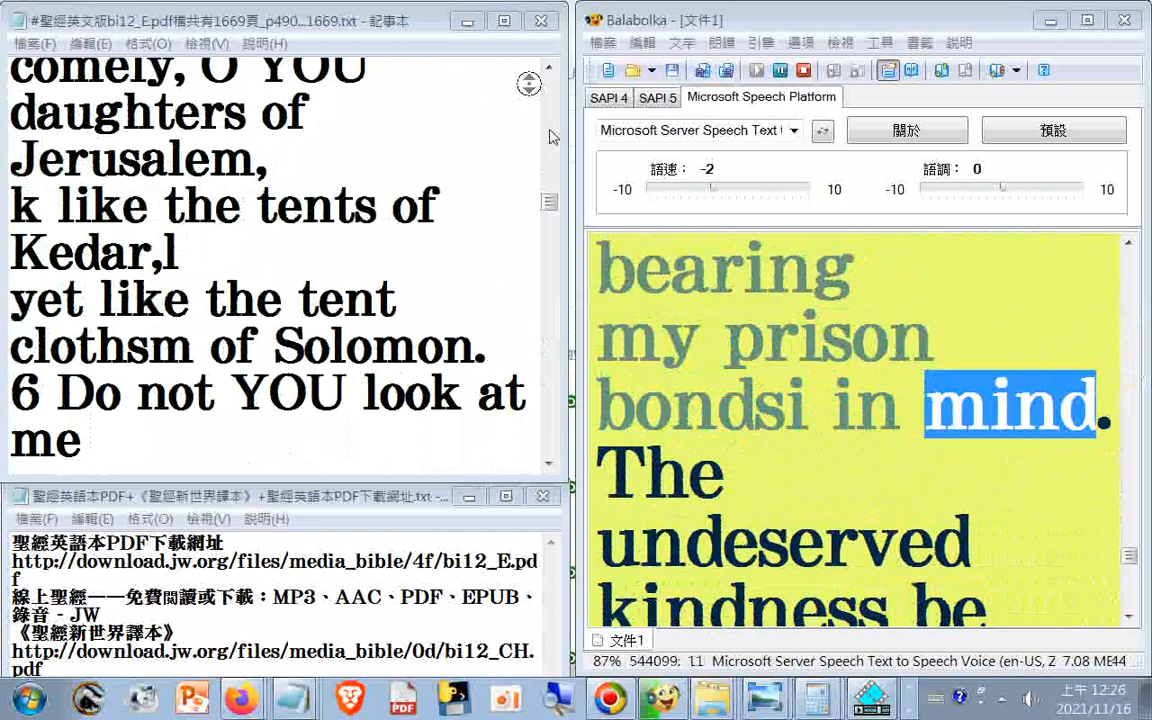 #聖經英文版bi12_E.pdf檔共有1669頁_p490...1669.txt - 記事本
檔案(F) 編輯(E) 格式(O) 檢視(V) 說明(H)
comely, O YOU
daughters of
Jerusalem,
k like the tents of
Kedar,l
yet like the tent
clothsm of Solomon.
6 Do not YOU look at
me
聖經英語本PDF+《聖經新世界譯本》+聖經英語本PDF下載網址.txt -...
檔案(F) 編輯(E) 格式(O) 檢視(V) 說明(H)
聖經英語本PDF下載網址
http://download.jw.org/files/media_bible/4f/bi12_E.pd
f
線上聖經——免費閱讀或下載：MP3、AAC、PDF、EPUB、
錄音 - JW
《聖經新世界譯本》
http://download.jw.org/files/media_bible/0d/bi12_CH.
pdf
Balabolka - [文件1]
檔案 編輯 文字 朗讀 引擎 選項 檢視 工具 書籤 說明
SAPI 4 SAPI 5 Microsoft Speech Platform
Microsoft Server Speech Text 關於 預設
語速： -2 語調： 0
-10 10 -10 10
bearing
my prison
bondsi in mind.
The
undeserved
kindness be
文件1
87% 544099, 11 Microsoft Server Speech Text to Speech Voice (en-US, Z 7.08 ME44
上午 12:26
2021/11/16